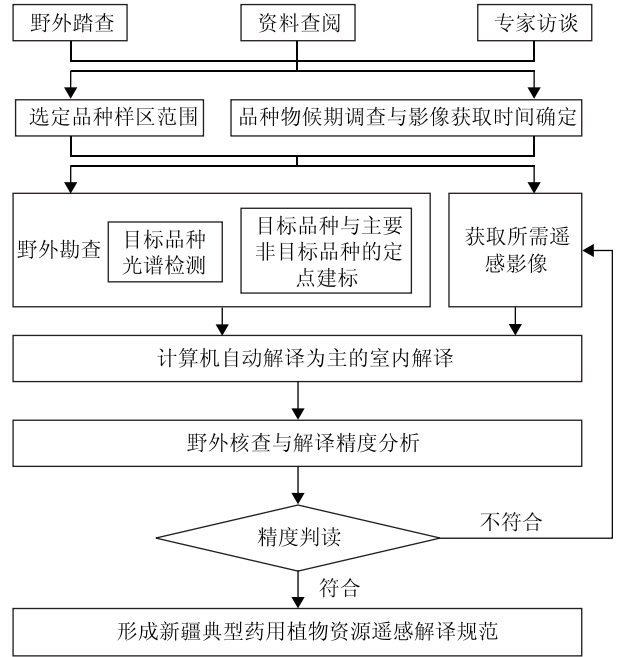 野外踏查
资料查阅
专家访谈
选定品种样区范围
品种物候期调查与影像获取时间确定
野外勘查
目标品种
光谱检测
目标品种与主要
非目标品种的定
点建标
获取所需遥
感影像
计算机自动解译为主的室内解译
野外核查与解译精度分析
精度判读
不符合
符合
形成新疆典型药用植物资源遥感解译规范